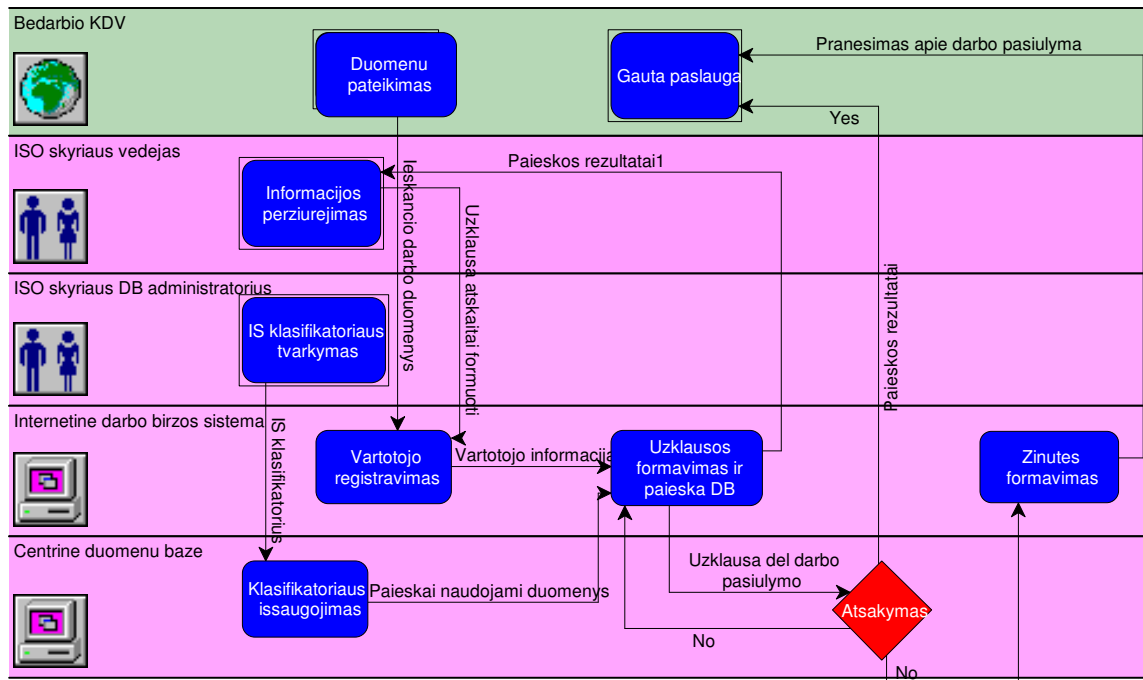 Bedarbio KDV
Duomenu
pateikimas
Gauta paslauga
Pranesimas apie darbo pasiulyma
Yes
ISO skyriaus vedejas
Informacijos
perziurejimas
Paieskos rezultatai1
Ieskancio darbo duomenys
Uzklausa atskaitai formuoti
Paieskos rezultatai
ISO skyriaus DB administratorius
IS klasifikatoriaus
tvarkymas
IS klasifikatorius
Internetine darbo birzos sistema
Vartotojo
registravimas
Vartotojo informacija
Uzklausos
formavimas ir
paieska DB
Zinutes
formavimas
Centrine duomenu baze
Klasifikatoriaus
issaugojimas
Paieskai naudojami duomenys
Uzklausa del darbo
pasiulymo
Atsakymas
No
No